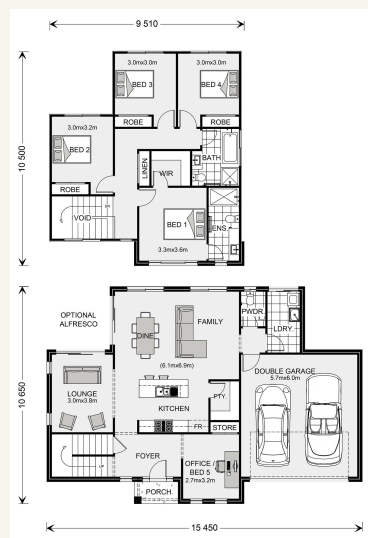 9 510
10 500
3.0mx3.0m
BED 3
3.0mx3.0m
BED 4
ROBE
ROBE
3.0mx3.2m
BED 2
ROBE
LINEN
WIR
BATH
VOID
BED 1
3.3mx3.6m
ENS.
10 650
OPTIONAL
ALFRESCO
DINE
FAMILY
(6.1mx6.9m)
PWDR.
LDRY.
LOUNGE
3.0mx3.8m
KITCHEN
PTY.
FR
STORE
DOUBLE GARAGE
5.7mx6.0m
UP
FOYER
PORCH
OFFICE /
BED 5
2.7mx3.2m
15 450